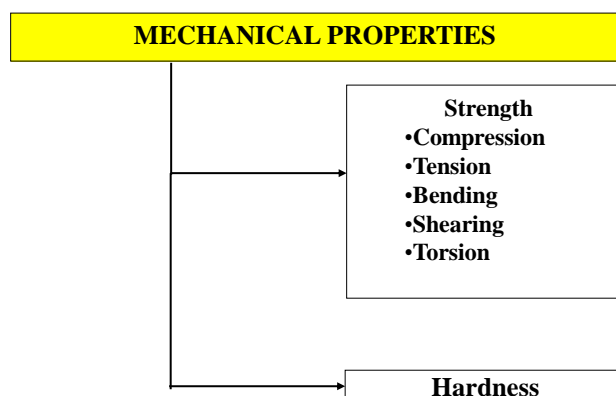 MECHANICAL PROPERTIES
Strength
•Compression
•Tension
•Bending
•Shearing
•Torsion
Hardness